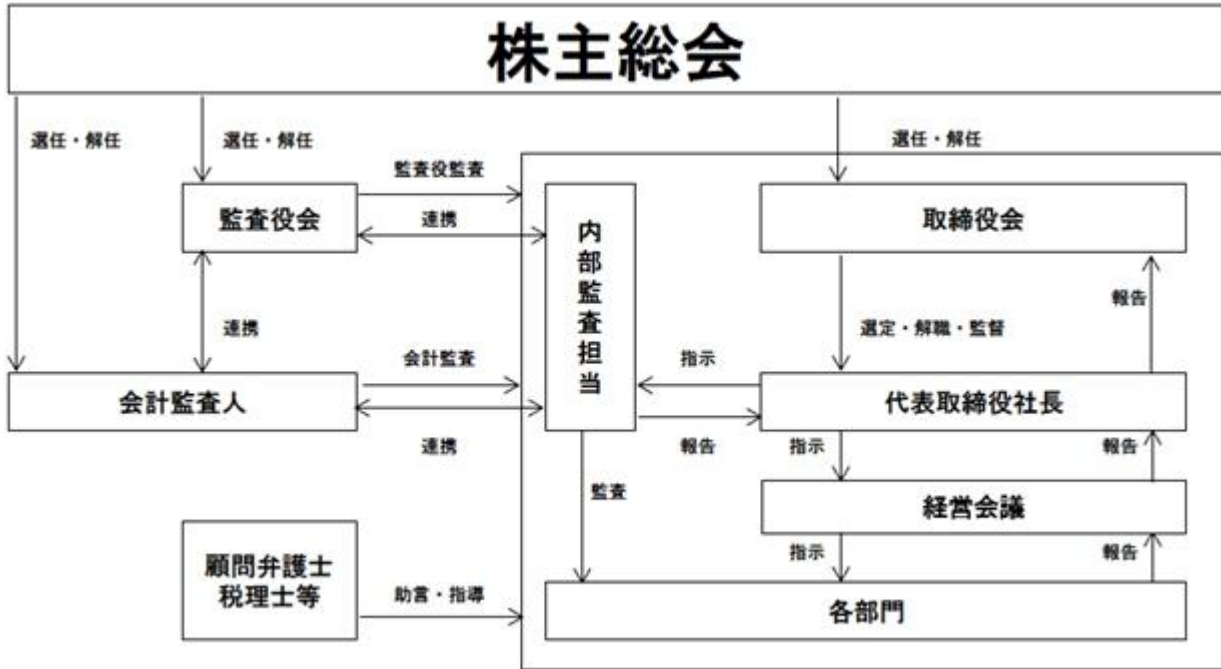 株主総会
選任・解任
選任・解任
選任・解任
監査役監査
監査役会
連携
内部監査担当
取締役会
報告
連携
選定・解職・監督
会計監査
指示
会計監査人
代表取締役社長
連携
報告
指示
報告
監査
経営会議
顧問弁護士
税理士等
指示
報告
助言・指導
各部門